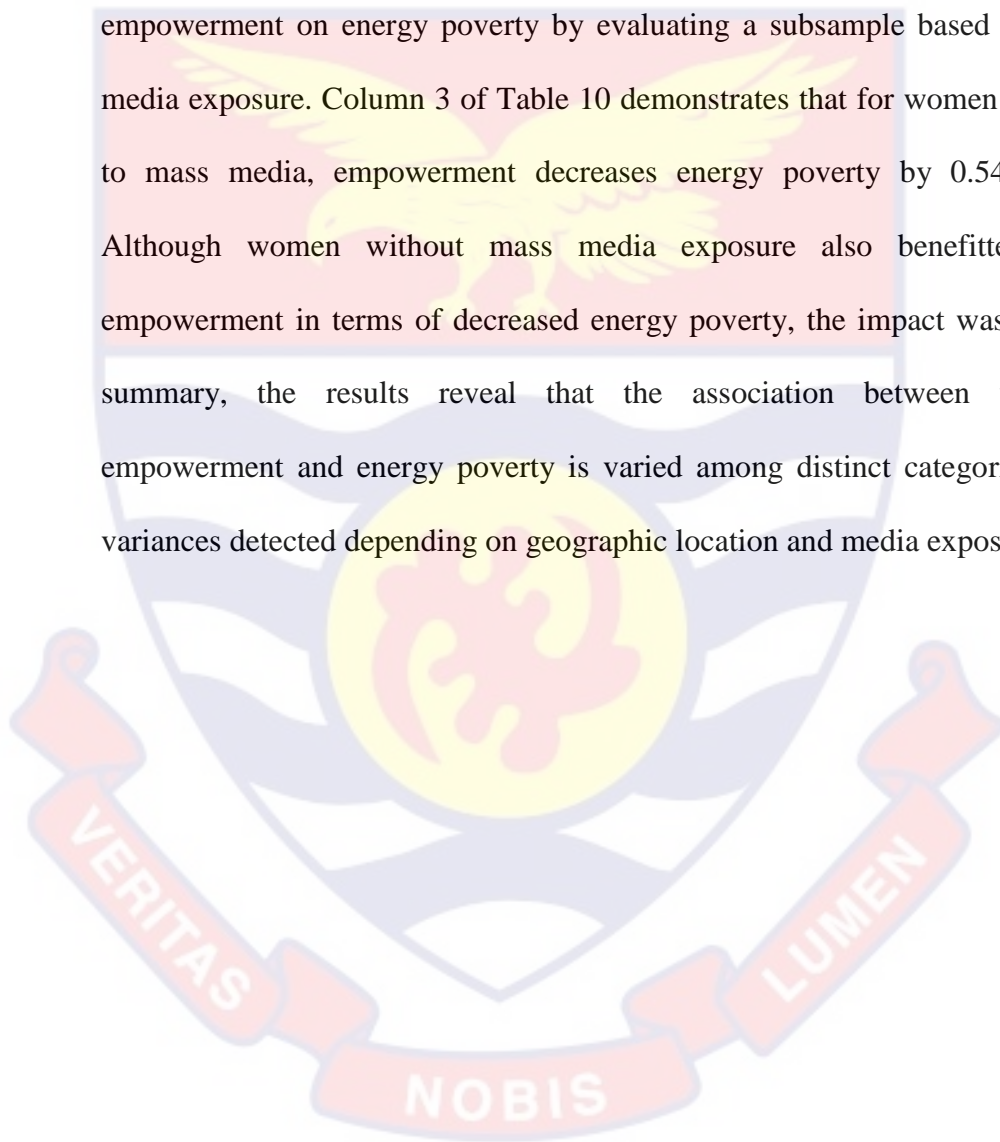 empowerment on energy poverty by evaluating a subsample based
media exposure. Column 3 of Table 10 demonstrates that for women
to mass media, empowerment decreases energy poverty by 0.54
Although women without mass media exposure also benefitte
empowerment in terms of decreased energy poverty, the impact was
summary, the results reveal that the association between
empowerment and energy poverty is varied among distinct categor
variances detected depending on geographic location and media expos
VERITAS
NOBIS
LUMEN